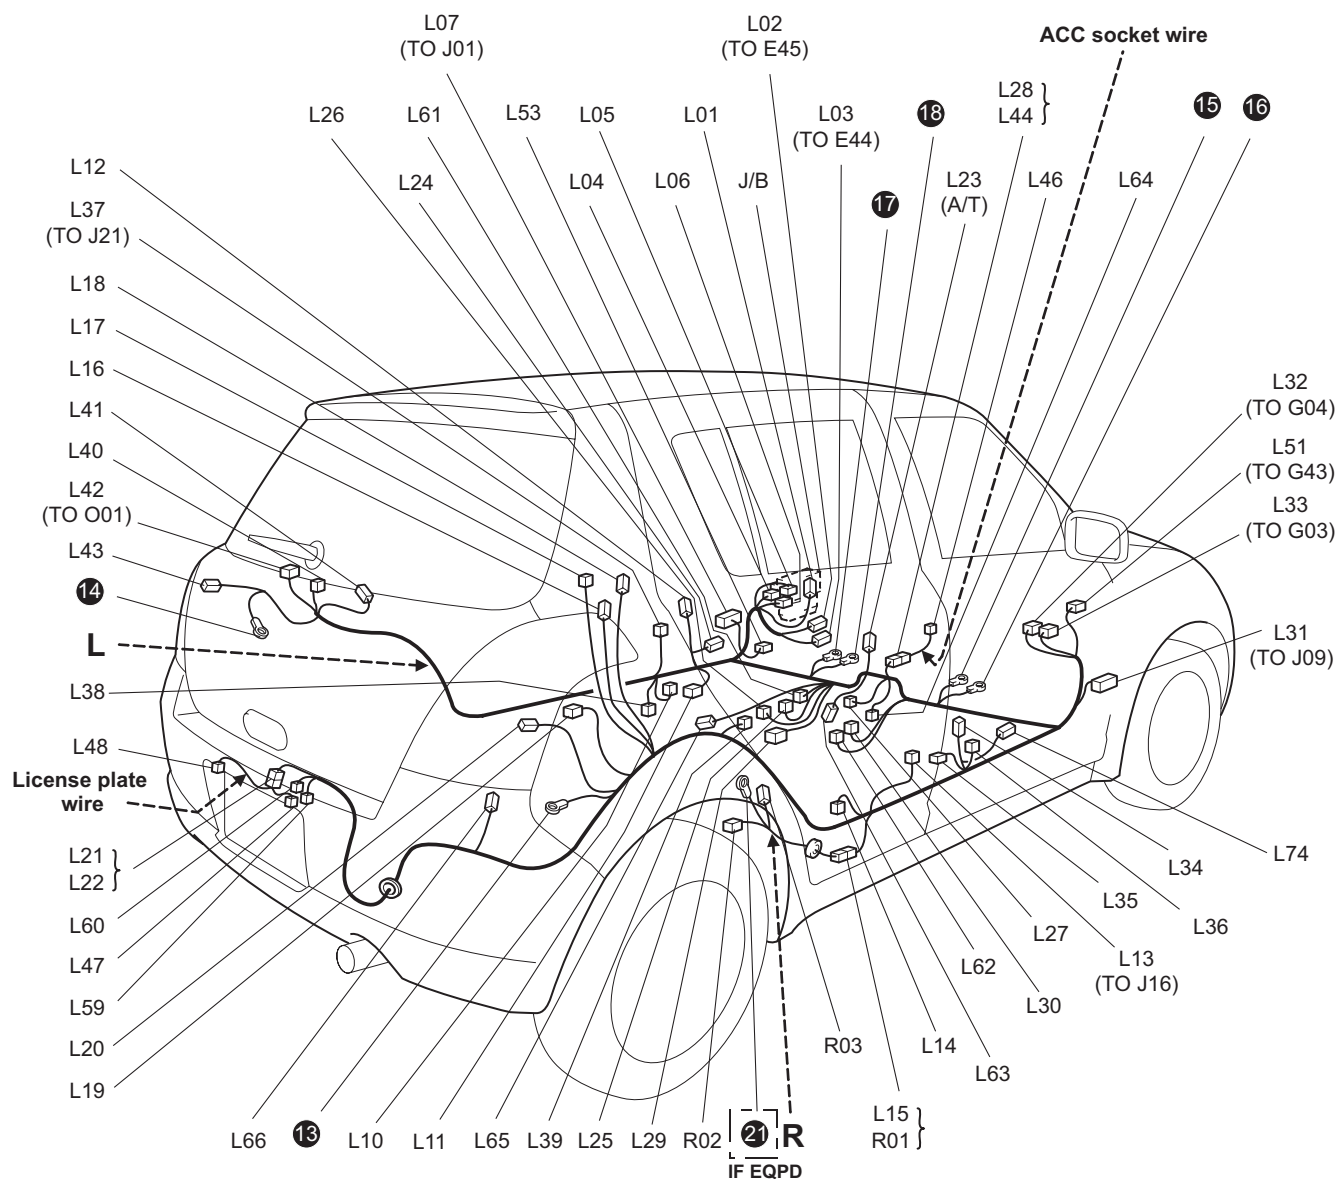 L07
(TO J01)
L02
(TO E45)
ACC socket wire
L26
L61
L53
L05
L01
L03
(TO E44)
18
L28
L44
15
16
L12
L24
L04
L06
J/B
17
L23
(A/T)
L46
L64
L37
(TO J21)
L18
L17
L16
L41
L40
L42
(TO O01)
L43
14
L
L38
L48
License plate
wire
L21
L22
L60
L47
L59
L20
L19
L32
(TO G04)
L51
(TO G43)
L33
(TO G03)
L31
(TO J09)
L74
L34
L36
L35
L27
L13
(TO J16)
L62
L30
R03
L14
L63
L66
13
L10
L11
L65
L39
L25
L29
R02
21
R
IF EQPD
L15
R01